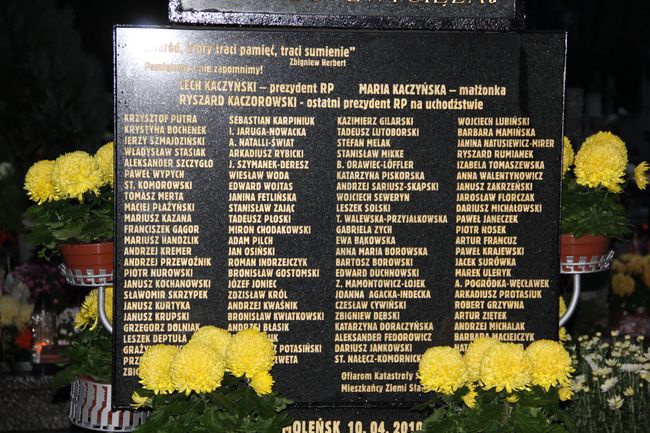 traci pamięć, traci sumienie"
Zbigniew Herbert
nie zapomnimy!
LECH KACZYŃSKI – prezydent RP MARIA KACZYŃSKA – małżonka
RYSZARD KACZOROWSKI - ostatni prezydent RP na uchodźstwie
KRZYSZTOF PUTRA
KRYSTYNA BOCHENEK
JERZY SZMAJDZIŃSKI
WŁADYSŁAW STASIAK
ALEKSANDER SZCZYGŁO
PAWEŁ WYPYCH
ST. KOMOROWSKI
TOMASZ MERTA
MACIEJ PŁAŻYŃSKI
MARIUSZ KAZANA
FRANCISZEK GĄGOR
MARIUSZ HANDZLIK
ANDRZEJ KREMER
ANDRZEJ PRZEWOŹNIK
PIOTR NUROWSKI
JANUSZ KOCHANOWSKI
SŁAWOMIR SKRZYPEK
JANUSZ KURTYKA
JANUSZ KRUPSKI
GRZEGORZ DOLNIAK
LESZEK DEPTUŁA
SEBASTIAN KARPINIUK
I. JARUGA-NOWACKA
A. NATALLI-ŚWIAT
ARKADIUSZ RYBICKI
J. SZYMANEK-DERESZ
WIESŁAW WODA
EDWARD WOJTAS
JANINA FETLIŃSKA
STANISŁAW ZAJĄC
TADEUSZ PŁOSKI
MIRON CHODAKOWSKI
ADAM PILCH
JAN OSIŃSKI
ROMAN INDRZEJCZYK
BRONISŁAW GOSTOMSKI
JÓZEF JONIEC
ZDZISŁAW KRÓL
ANDRZEJ KWAŚNIK
BRONISŁAW KWIATKOWSKI
ANDRZEJ BŁASIK
POTASIŃSKI
KAZIMIERZ GILARSKI
TADEUSZ LUTOBORSKI
STEFAN MELAK
STANISŁAW MIKKE
B. ORAWIEC-LÖFFLER
KATARZYNA PISKORSKA
ANDRZEJ SARIUSZ-SKĄPSKI
WOJCIECH SEWERYN
LESZEK SOLSKI
T. WALEWSKA-PRZYJAŁKOWSKA
GABRIELA ZYCH
EWA BĄKOWSKA
ANNA MARIA BOROWSKA
BARTOSZ BOROWSKI
EDWARD DUCHNOWSKI
Z. MAMONTOWICZ-ŁOJEK
JOANNA AGACKA-INDECKA
CZESŁAW CYWIŃSKI
ZBIGNIEW DĘBSKI
KATARZYNA DORACZYŃSKA
ALEKSANDER FEDOROWICZ
ST. NAŁĘCZ-KOMORNICKI
WOJCIECH LUBIŃSKI
BARBARA MAMIŃSKA
JANINA NATUSIEWICZ-MIRER
RYSZARD RUMIANEK
IZABELA TOMASZEWSKA
ANNA WALENTYNOWICZ
JANUSZ ZAKRZEŃSKI
JAROSŁAW FLORCZAK
DARIUSZ MICHAŁOWSKI
PAWEŁ JANECZEK
PIOTR NOSEK
ARTUR FRANCUZ
PAWEŁ KRAJEWSKI
JACEK SURÓWKA
MAREK ULERYK
A. POGRÓDKA-WĘCŁAWEK
ARKADIUSZ PROTASIUK
ROBERT GRZYWNA
ARTUR ZIĘTEK
ANDRZEJ MICHALAK
BARBARA MACIEJCZYK
DARIUSZ JANKOWSKI
Ofiarom Katastrofy
Mieszkańcy Ziemi
SMOLEŃSK 10. 04. 2010